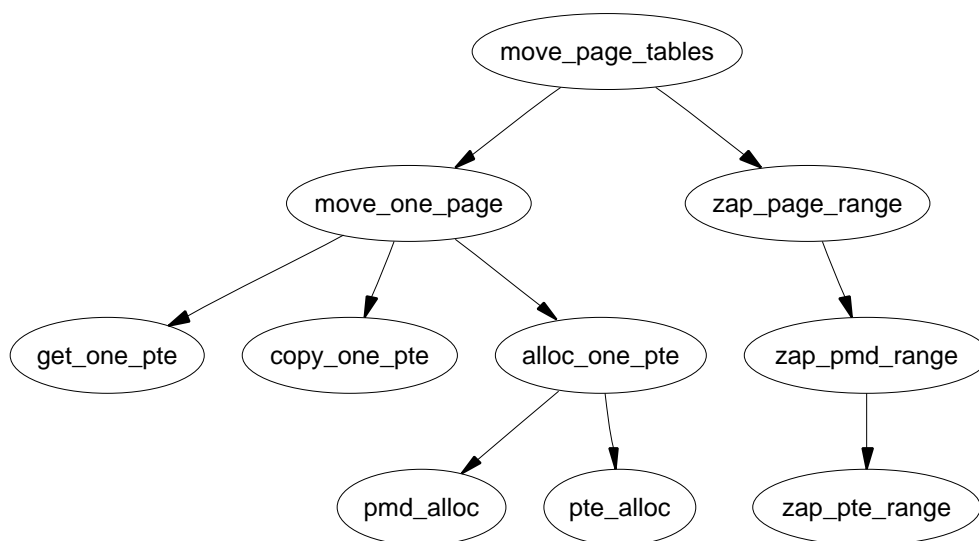 move_page_tables
move_one_page
zap_page_range
get_one_pte
copy_one_pte
alloc_one_pte
zap_pmd_range
pmd_alloc
pte_alloc
zap_pte_range